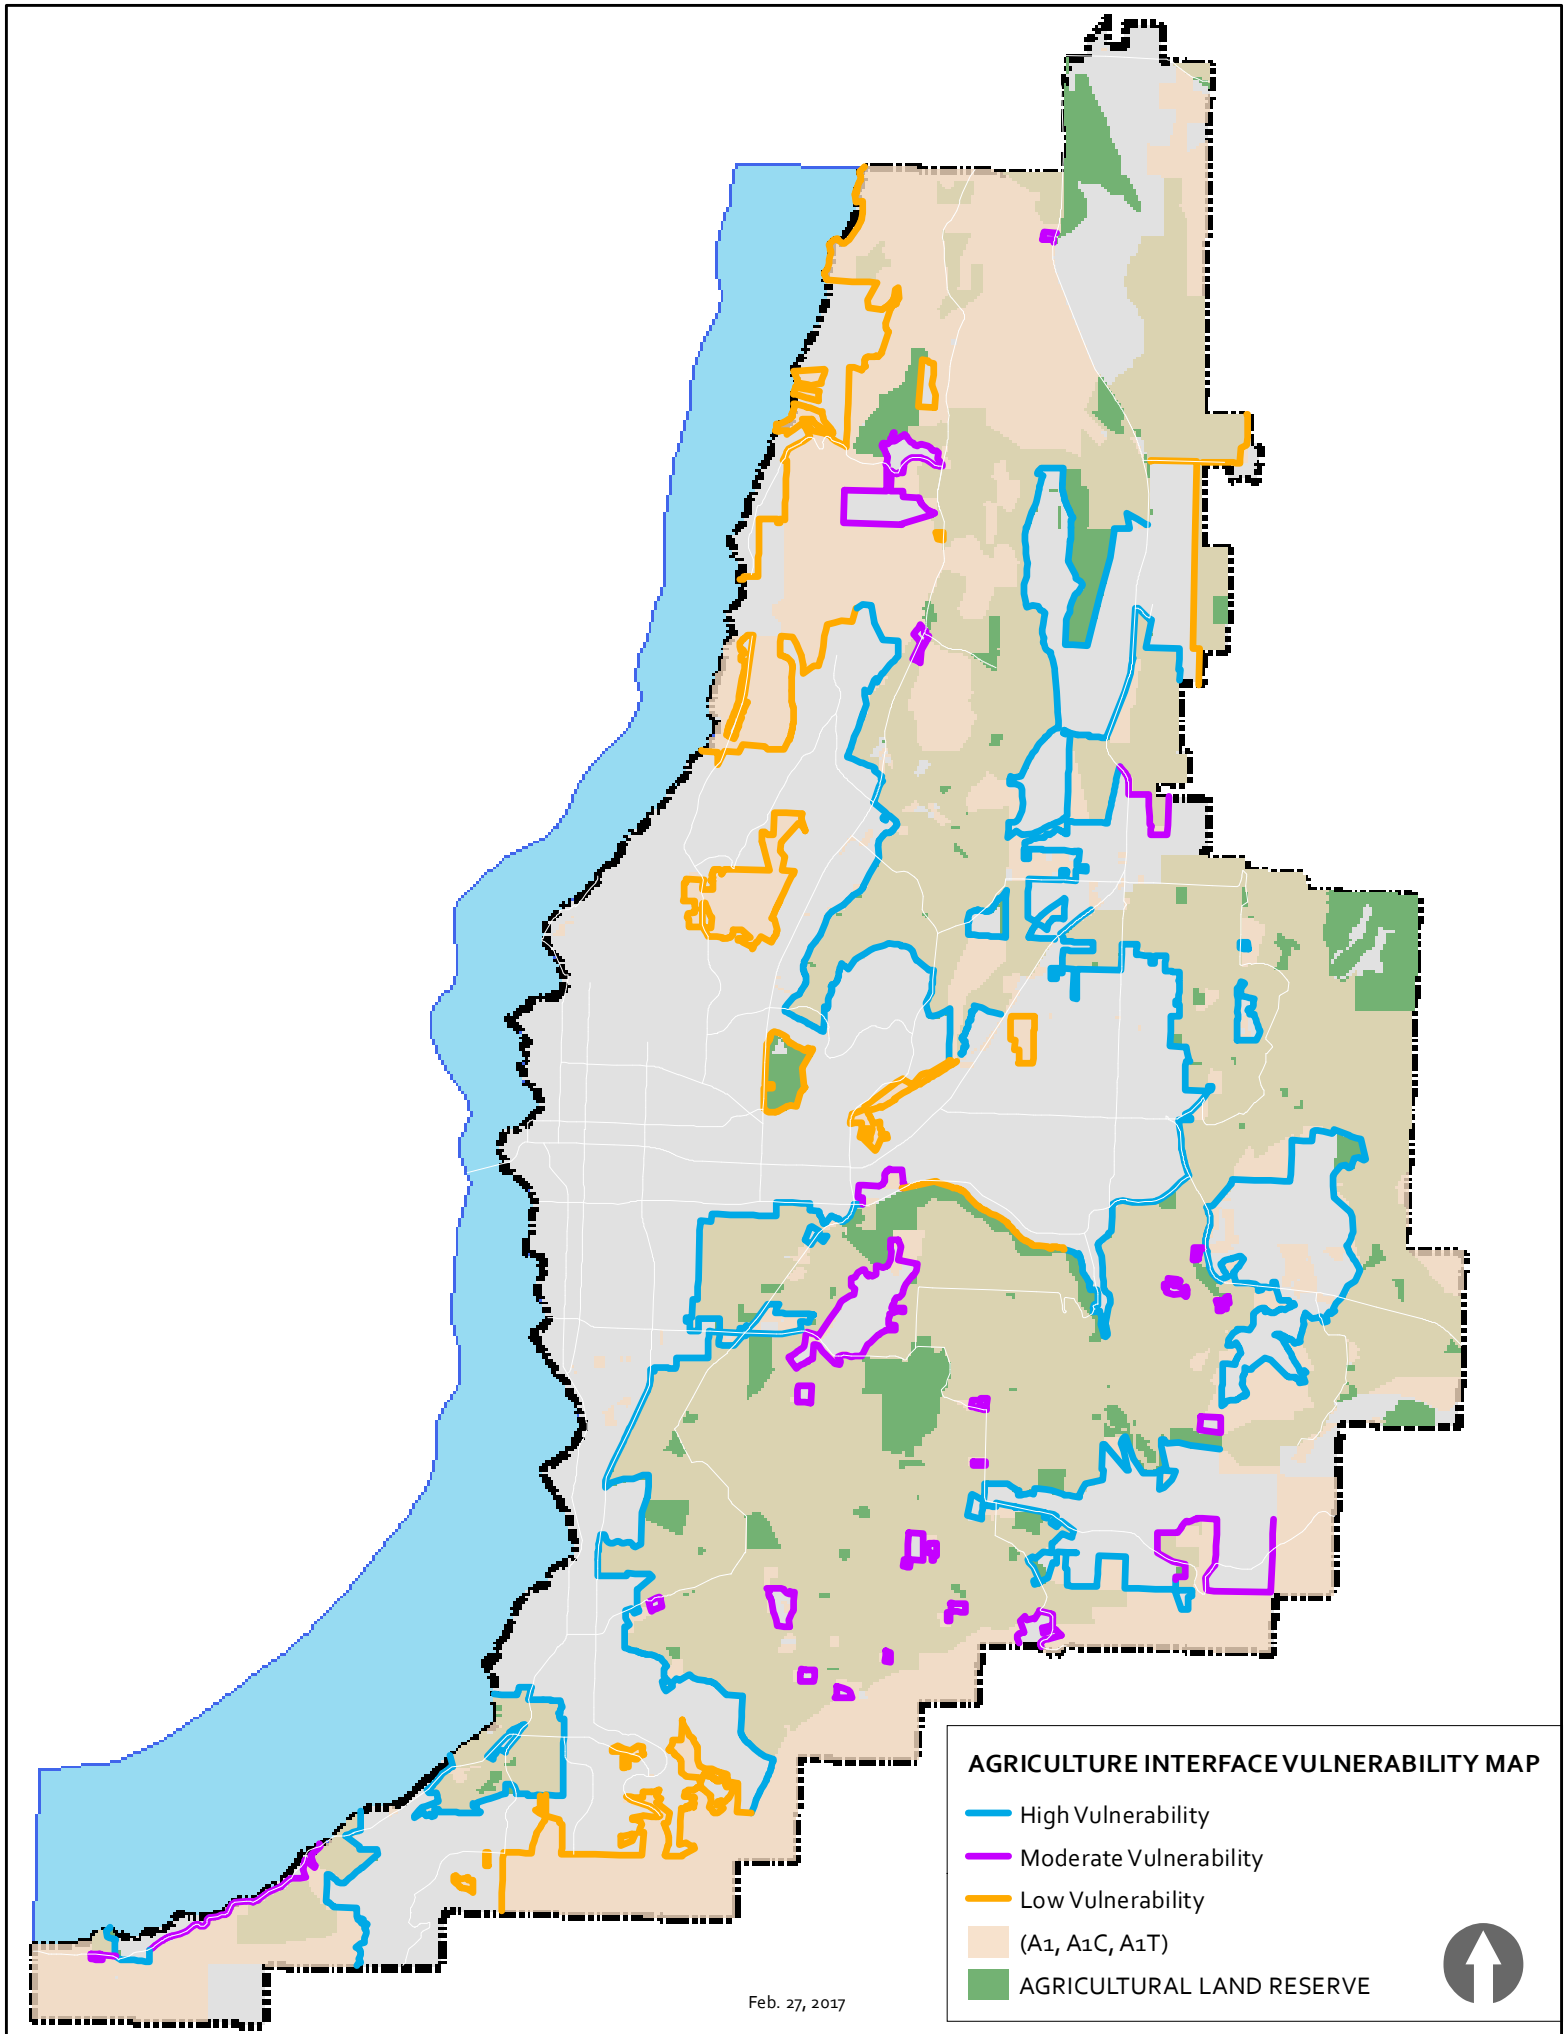 AGRICULTURE INTERFACE VULNERABILITY MAP
High Vulnerability
Moderate Vulnerability
Low Vulnerability
(A1, A1C, A1T)
AGRICULTURAL LAND RESERVE
Feb. 27, 2017